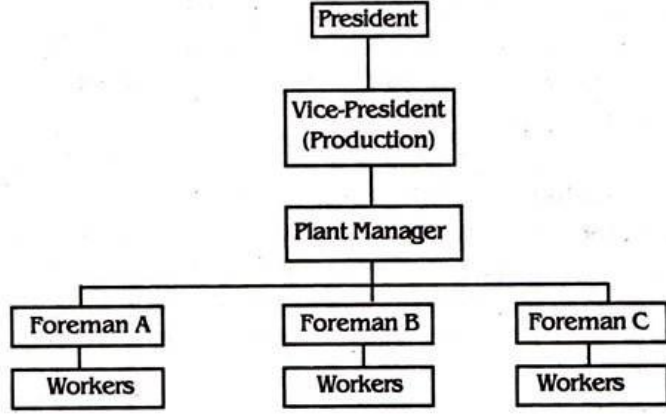 President
Vice-President
(Production)
Plant Manager
Foreman A
Foreman B
Foreman C
Workers
Workers
Workers